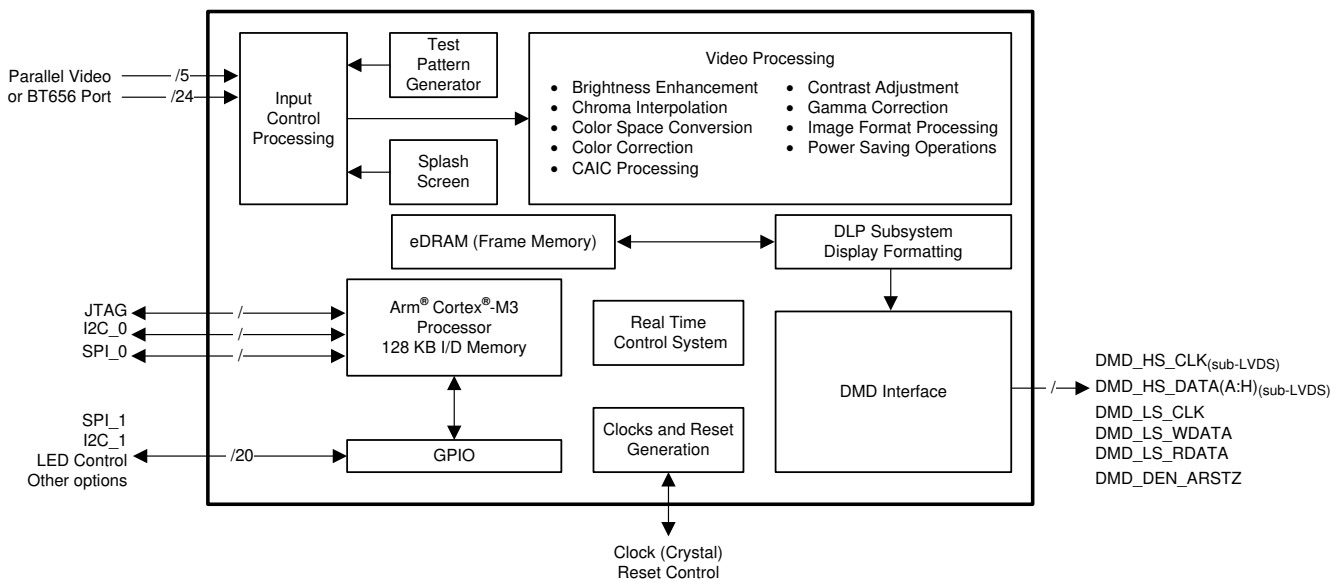 Parallel Video
or BT656 Port
/5
/24
Input
Control
Processing
Test
Pattern
Generator
Splash
Screen
Video Processing
• Brightness Enhancement
• Chroma Interpolation
• Color Space Conversion
• Color Correction
• CAIC Processing
• Contrast Adjustment
• Gamma Correction
• Image Format Processing
• Power Saving Operations
eDRAM (Frame Memory)
DLP Subsystem
Display Formatting
JTAG
I2C_0
SPI_0
/
/
/
Arm® Cortex®-M3
Processor
128 KB I/D Memory
Real Time
Control System
DMD Interface
/
DMD_HS_CLK(sub-LVDS)
DMD_HS_DATA(A:H)(sub-LVDS)
DMD_LS_CLK
DMD_LS_WDATA
DMD_LS_RDATA
DMD_DEN_ARSTZ
SPI_1
I2C_1
LED Control
Other options
/20
GPIO
Clocks and Reset
Generation
Clock (Crystal)
Reset Control